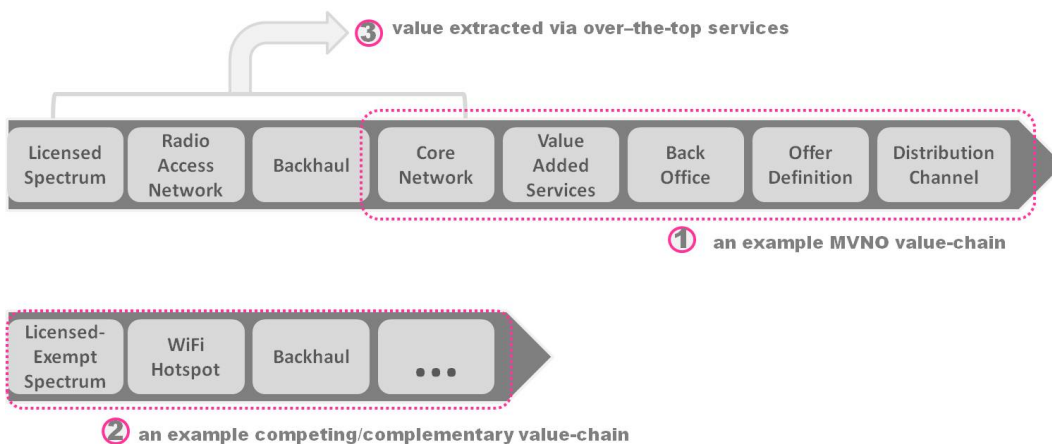 3 value extracted via over–the-top services
Licensed
Spectrum
Radio
Access
Network
Backhaul
Core
Network
Value
Added
Services
Back
Office
Offer
Definition
Distribution
Channel
1 an example MVNO value-chain
Licensed-
Exempt
Spectrum
WiFi
Hotspot
Backhaul
...
2 an example competing/complementary value-chain